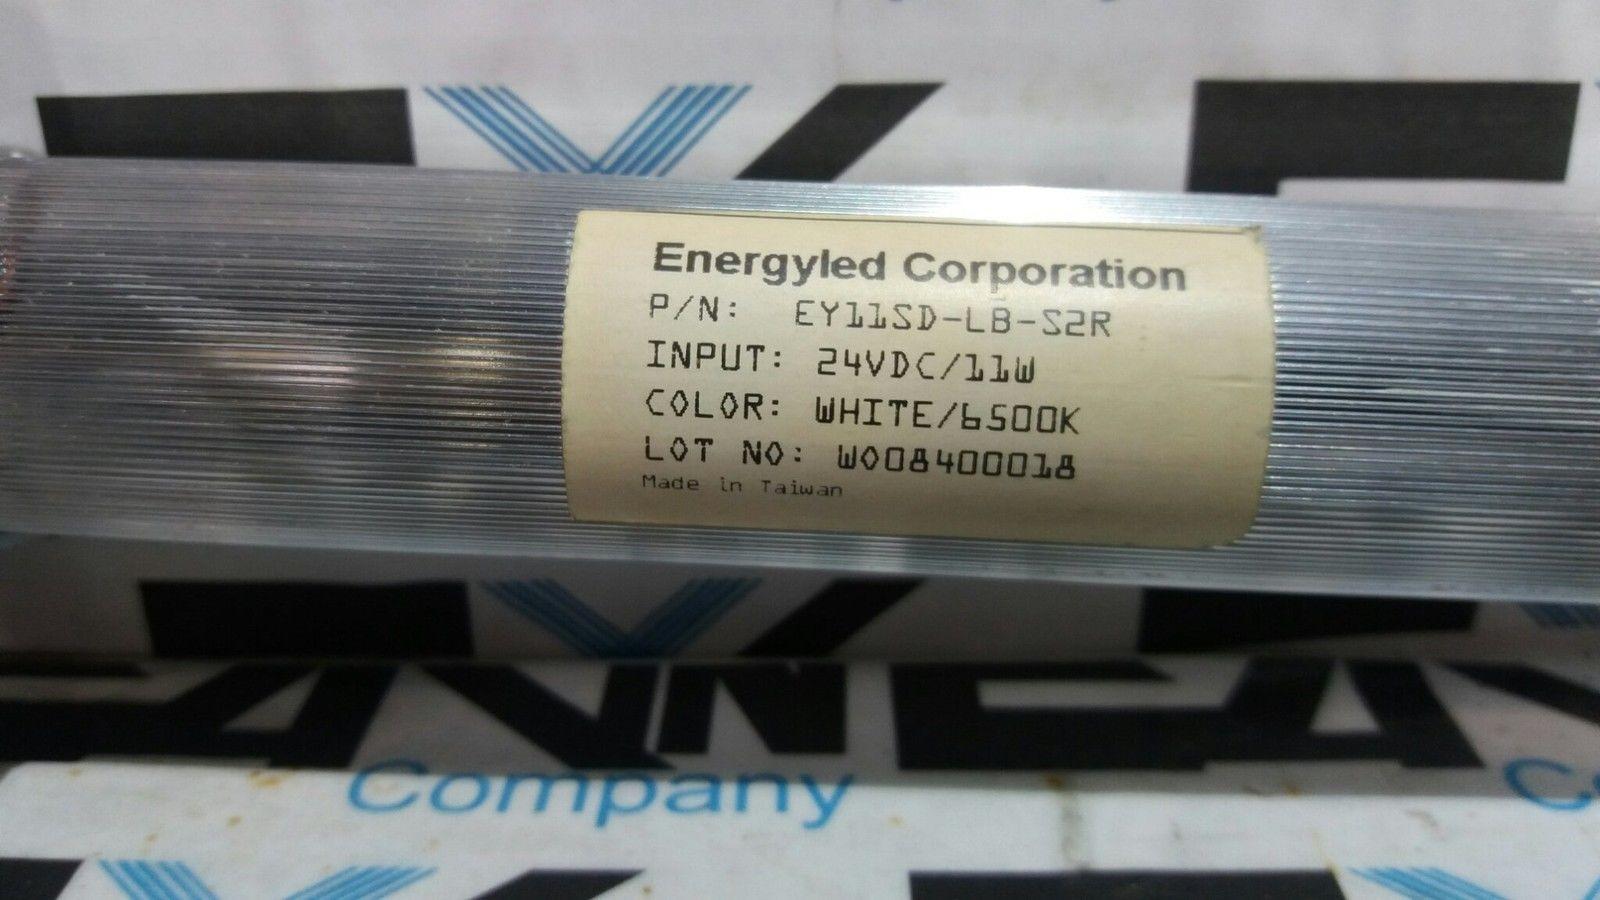 Energyled Corporation
P/N: EY11SD-LB-S2R
INPUT: 24VDC/11W
COLOR: WHITE/6500K
LOT NO: W008400018
Made in Taiwan
Company